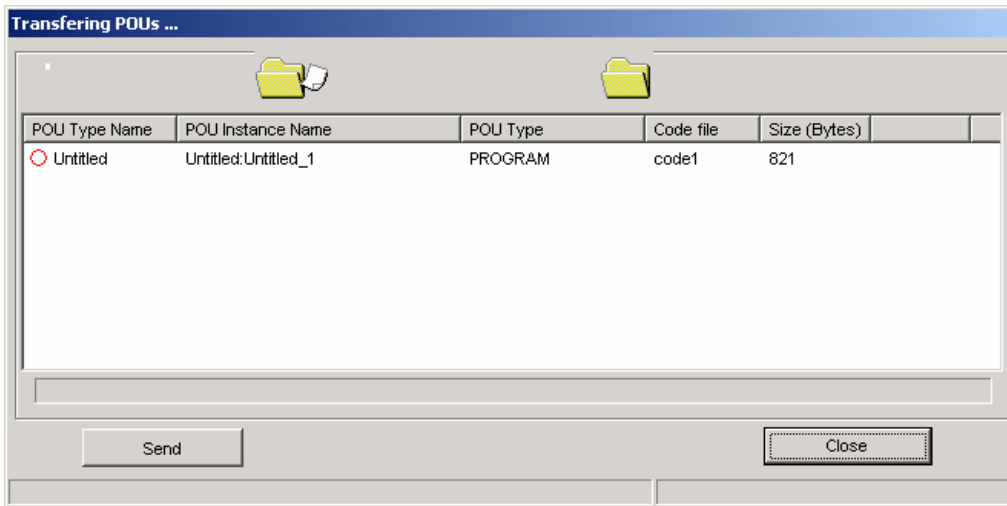 Transfering POUs ...
POU Type Name POU Instance Name POU Type Code file Size (Bytes)
Untitled Untitled:Untitled_1 PROGRAM code1 821
Send Close